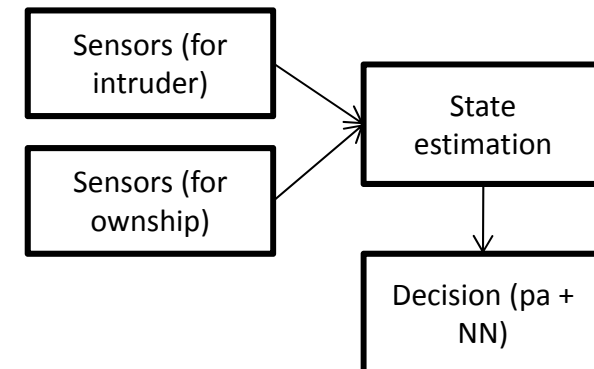 Sensors (for
intruder)
State
estimation
Sensors (for
ownship)
Decision (pa +
NN)